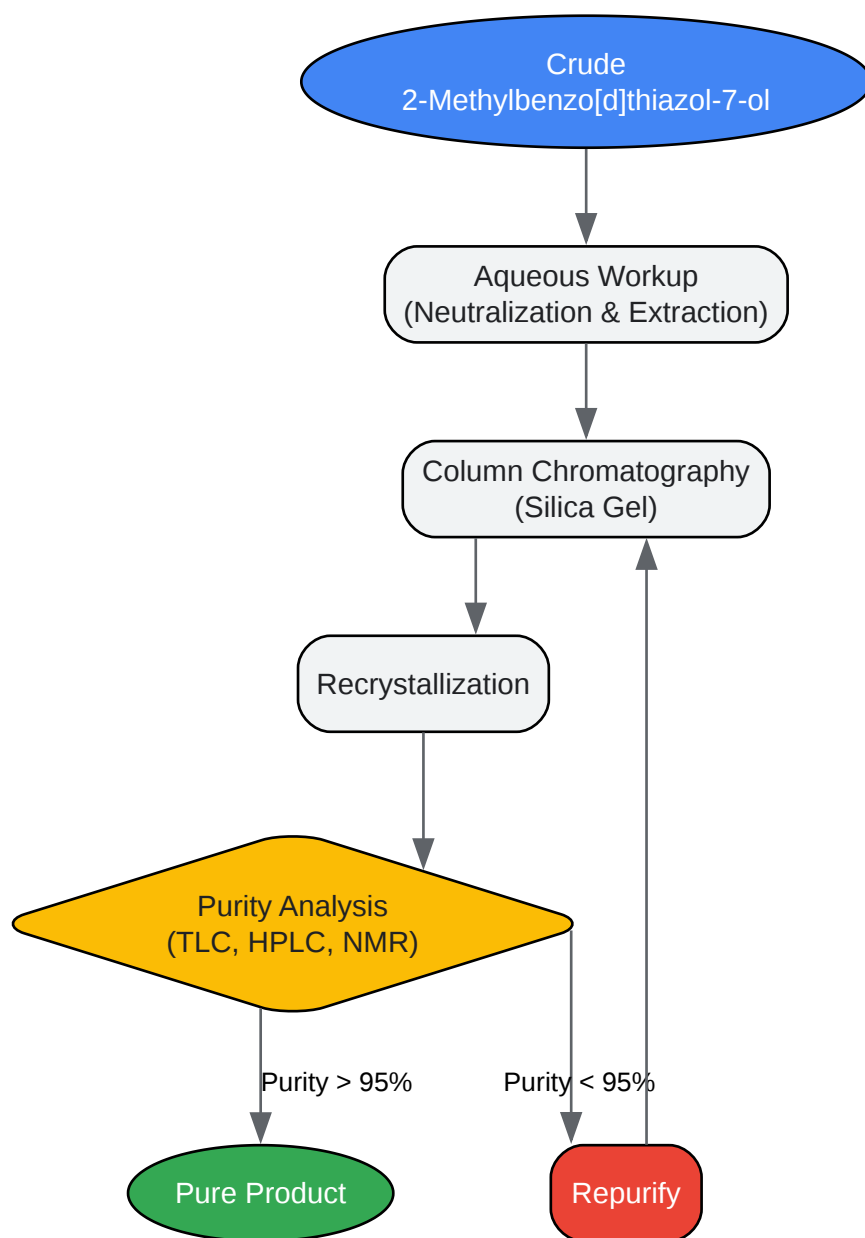 Crude
2-Methylbenzo[d]thiazol-7-ol
Aqueous Workup
(Neutralization & Extraction)
Column Chromatography
(Silica Gel)
Recrystallization
Purity Analysis
(TLC, HPLC, NMR)
Purity > 95%
Purity < 95%
Pure Product
Repurify